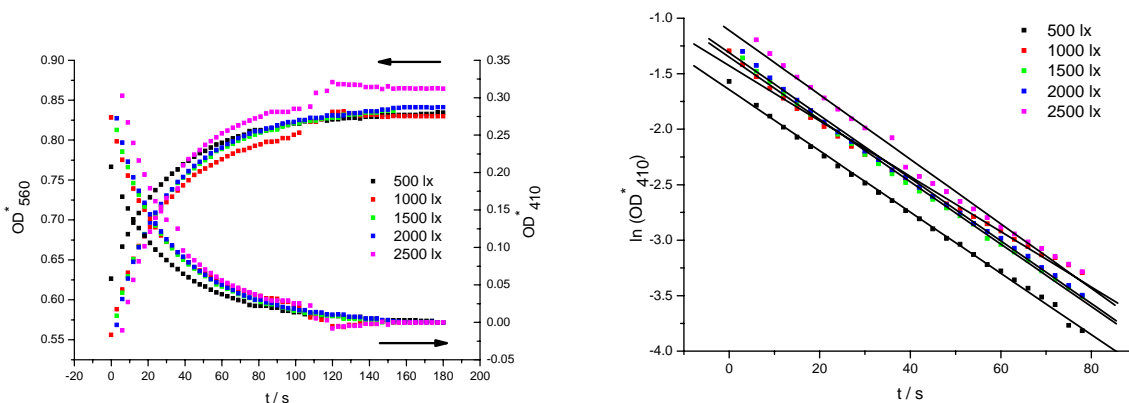 0.90
0.85
0.80
0.75
0.70
0.65
0.60
0.55
OD*560
-20 0 20 40 60 80 100 120 140 160 180 200
t / s
0.35
0.30
0.25
0.20
0.15
0.10
0.05
0.00
-0.05
OD*410
500 lx
1000 lx
1500 lx
2000 lx
2500 lx
-1.0
-1.5
-2.0
-2.5
-3.0
-3.5
-4.0
ln (OD*410)
0 20 40 60 80
t / s
500 lx
1000 lx
1500 lx
2000 lx
2500 lx